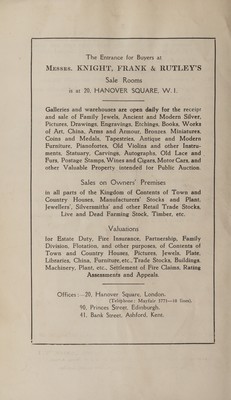 The Entrance for Buyers at
MESSRS. KNIGHT, FRANK & RUTLEY'S
Sale Rooms
is at 20, HANOVER SQUARE, W. 1.
Galleries and warehouses are open daily for the receipt
and sale of Family Jewels, Ancient and Modern Silver,
Pictures, Drawings, Engravings, Etchings, Books, Works
of Art, China, Arms and Armour, Bronzes Miniatures,
Coins and Medals, Tapestries, Antique and Modern
Furniture, Pianofortes, Old Violins and other Instru-
ments, Statuary, Carvings, Autographs, Old Lace and
Furs, Postage Stamps, Wines and Cigars, Motor Cars, and
other Valuable Property intended for Public Auction.
Sales on Owners' Premises
in all parts of the Kingdom of Contents of Town and
Country Houses, Manufacturers' Stocks and Plant,
Jewellers', Silversmiths' and other Retail Trade Stocks,
Live and Dead Farming Stock, Timber, etc.
Valuations
for Estate Duty, Fire Insurance, Partnership, Family
Division, Flotation, and other purposes, of Contents of
Town and Country Houses, Pictures, Jewels, Plate,
Libraries, China, Furniture, etc., Trade Stocks, Buildings,
Machinery, Plant, etc., Settlement of Fire Claims, Rating
Assessments and Appeals.
Offices:—20, Hanover Square, London.
(Telephone: Mayfair 3771—10 lines).
90, Princes Street, Edinburgh.
41, Bank Street, Ashford, Kent.